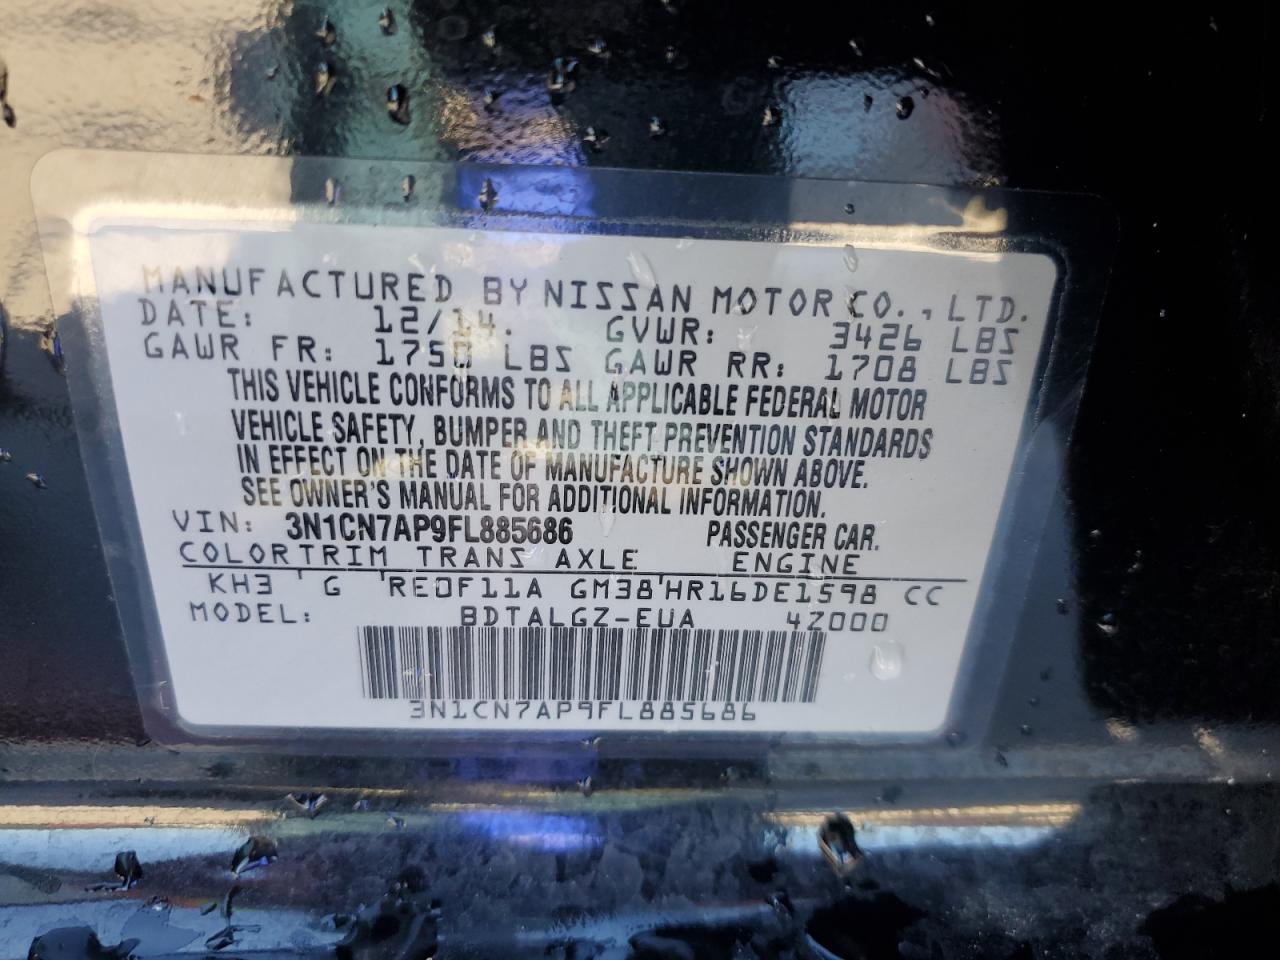 MANUFACTURED BY NISSAN MOTOR CO., LTD.
DATE: 12/14. GVWR: 3426 LBS
GAWR FR: 1750 LBS GAWR RR: 1708 LBS
THIS VEHICLE CONFORMS TO ALL APPLICABLE FEDERAL MOTOR
VEHICLE SAFETY, BUMPER AND THEFT PREVENTION STANDARDS
IN EFFECT ON THE DATE OF MANUFACTURE SHOWN ABOVE.
SEE OWNER'S MANUAL FOR ADDITIONAL INFORMATION.
VIN: 3N1CN7AP9FL885686 PASSENGER CAR.
COLOR TRIM TRANS AXLE ENGINE
KH3 ' G 'RE0F11A GM38'HR16DE1598 CC
MODEL: BDTALGZ-EUA 4Z000
3N1CN7AP9FL885686